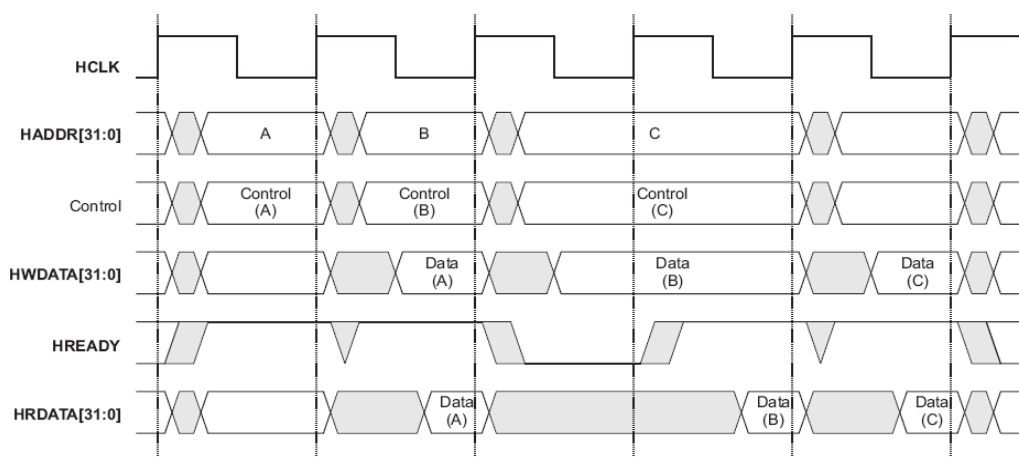 HCLK
HADDR[31:0]
A
B
C
Control
Control
(A)
Control
(B)
Control
(C)
HWDATA[31:0]
Data
(A)
Data
(B)
Data
(C)
HREADY
HRDATA[31:0]
Data
(A)
Data
(B)
Data
(C)